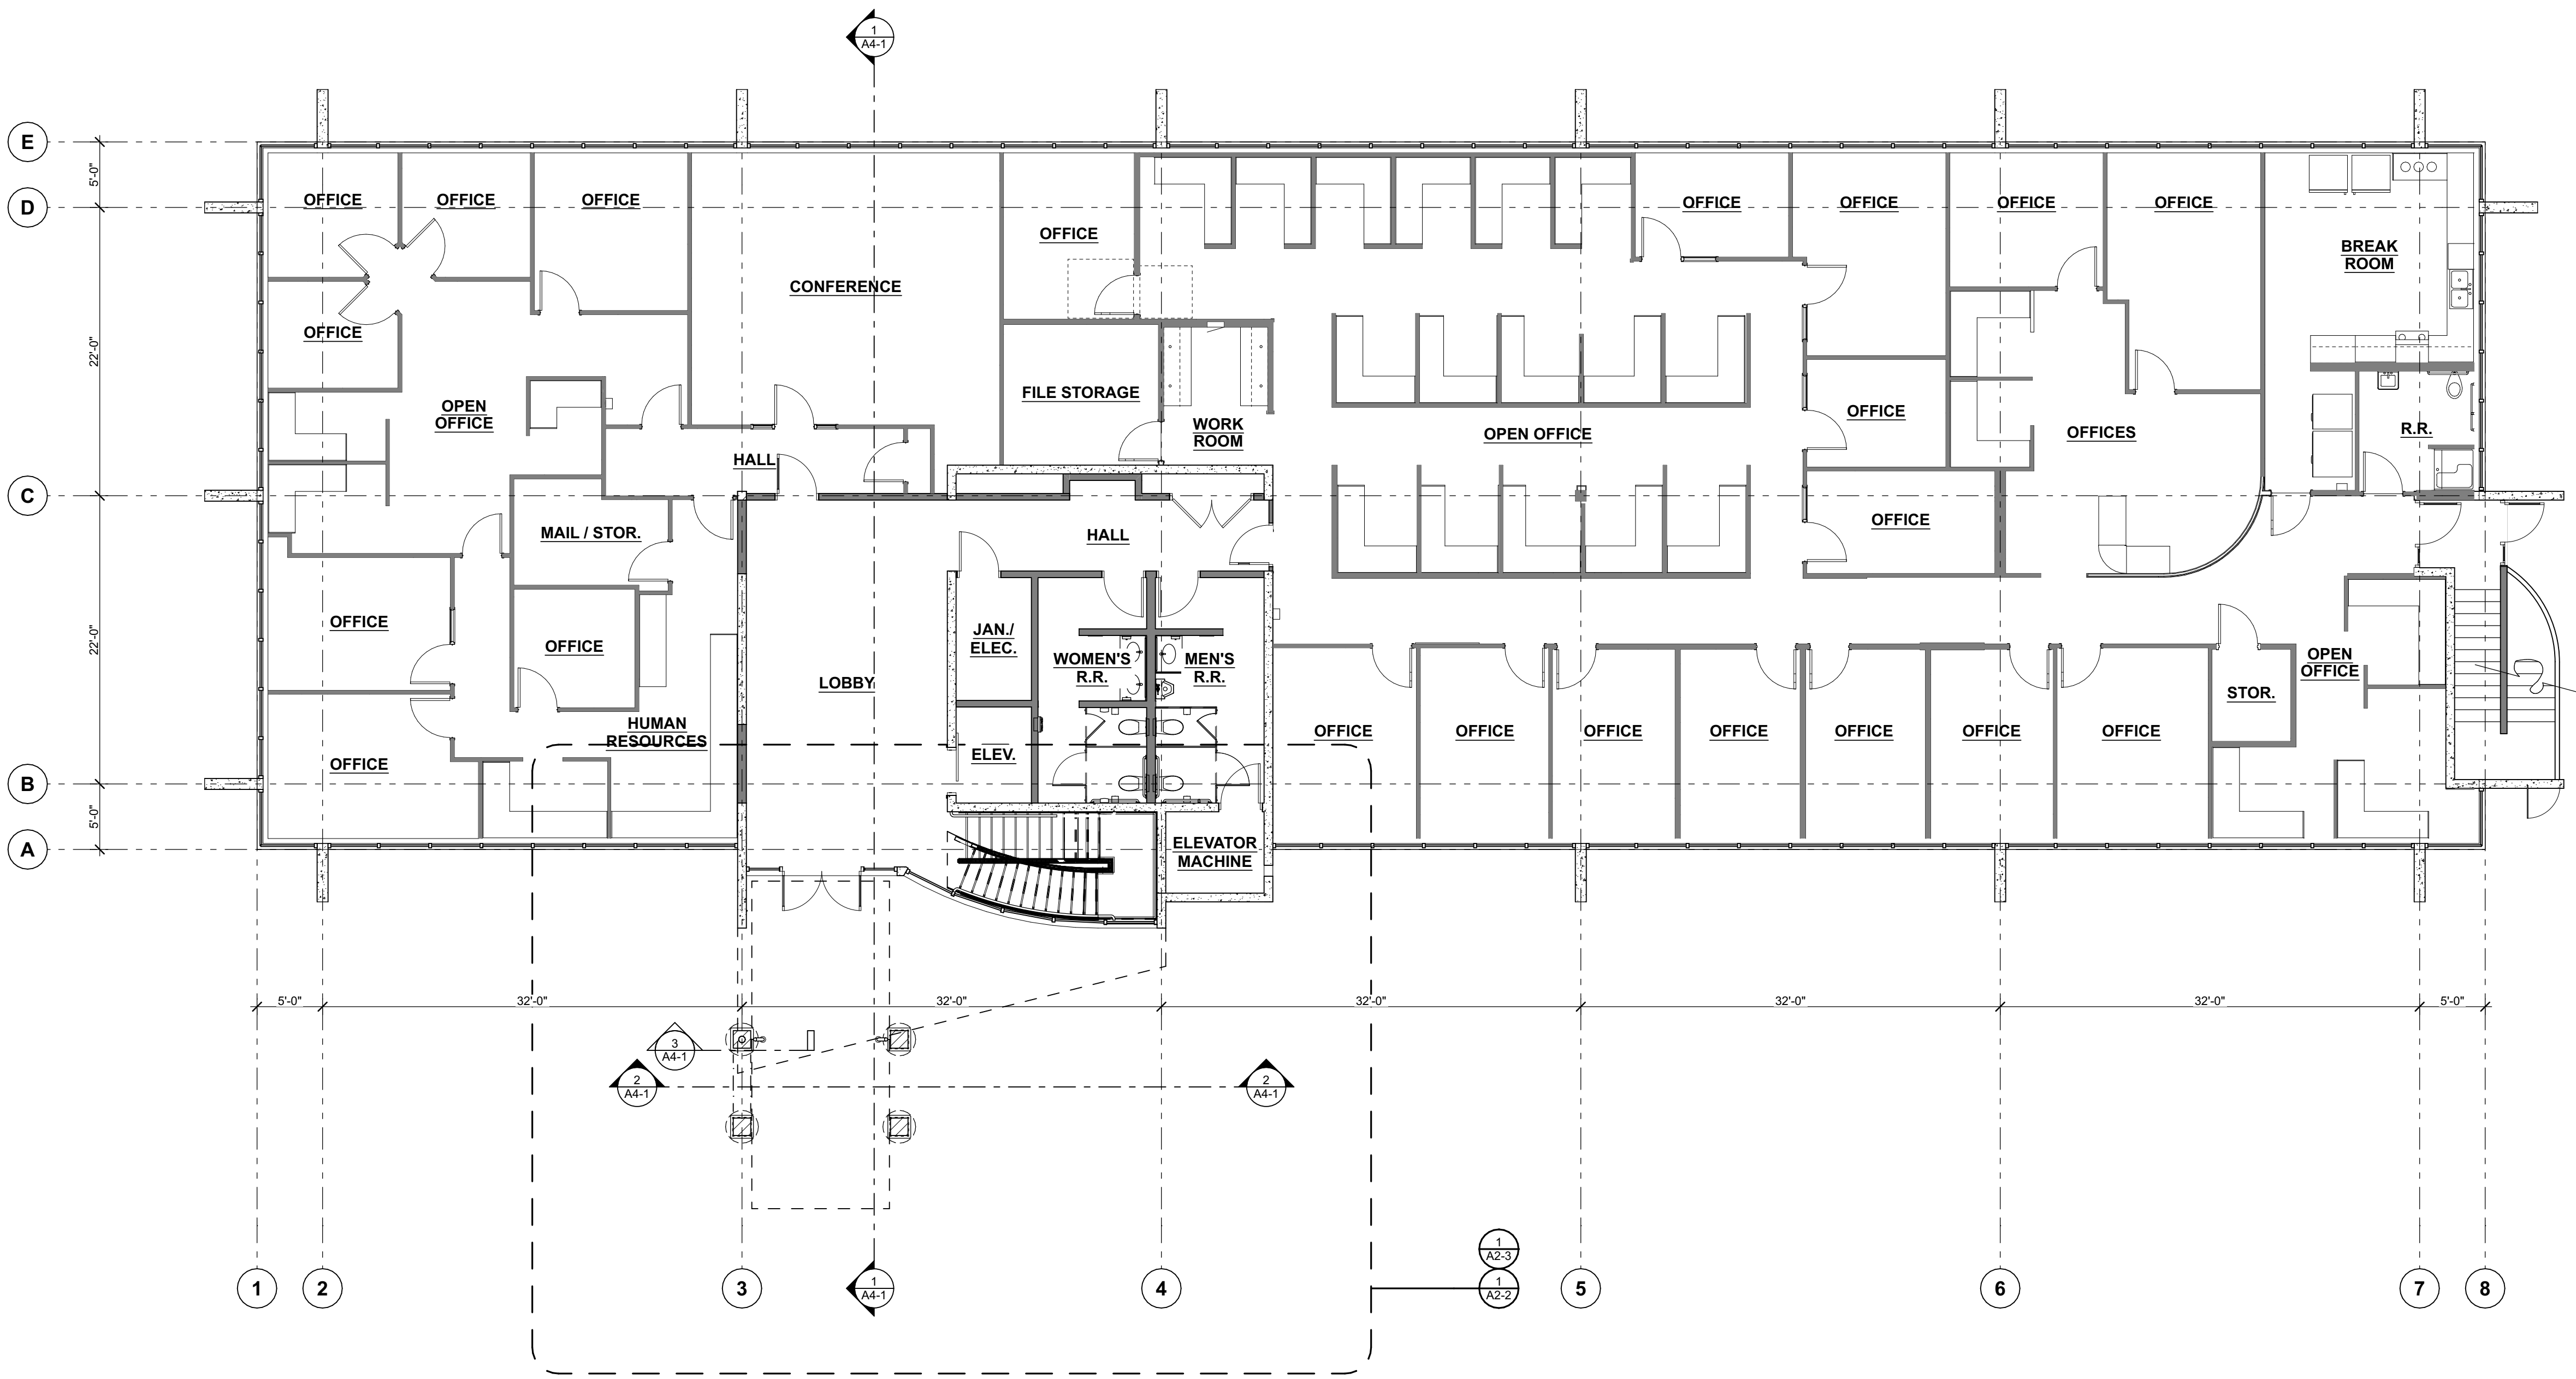 1
A4-1
E
5'-0"
D
OFFICE
OFFICE
OFFICE
OFFICE
OFFICE
OFFICE
OFFICE
OFFICE
BREAK
ROOM
CONFERENCE
OFFICE
22'-0"
FILE STORAGE
OPEN
OFFICE
OFFICE
WORK
ROOM
OPEN OFFICE
OFFICES
R.R.
HALL
C
MAIL / STOR.
HALL
OFFICE
OFFICE
22'-0"
OFFICE
JAN./
ELEC.
WOMEN'S
R.R.
MEN'S
R.R.
OPEN
OFFICE
LOBBY
STOR.
HUMAN
RESOURCES
OFFICE
OFFICE
OFFICE
OFFICE
OFFICE
OFFICE
OFFICE
OFFICE
ELEV.
B
5'-0"
A
ELEVATOR
MACHINE
5'-0"
32'-0"
32'-0"
32'-0"
32'-0"
32'-0"
5'-0"
3
A4-1
2
A4-1
2
A4-1
1
A2-3
1
2
3
1
A4-1
4
1
A2-2
5
6
7
8